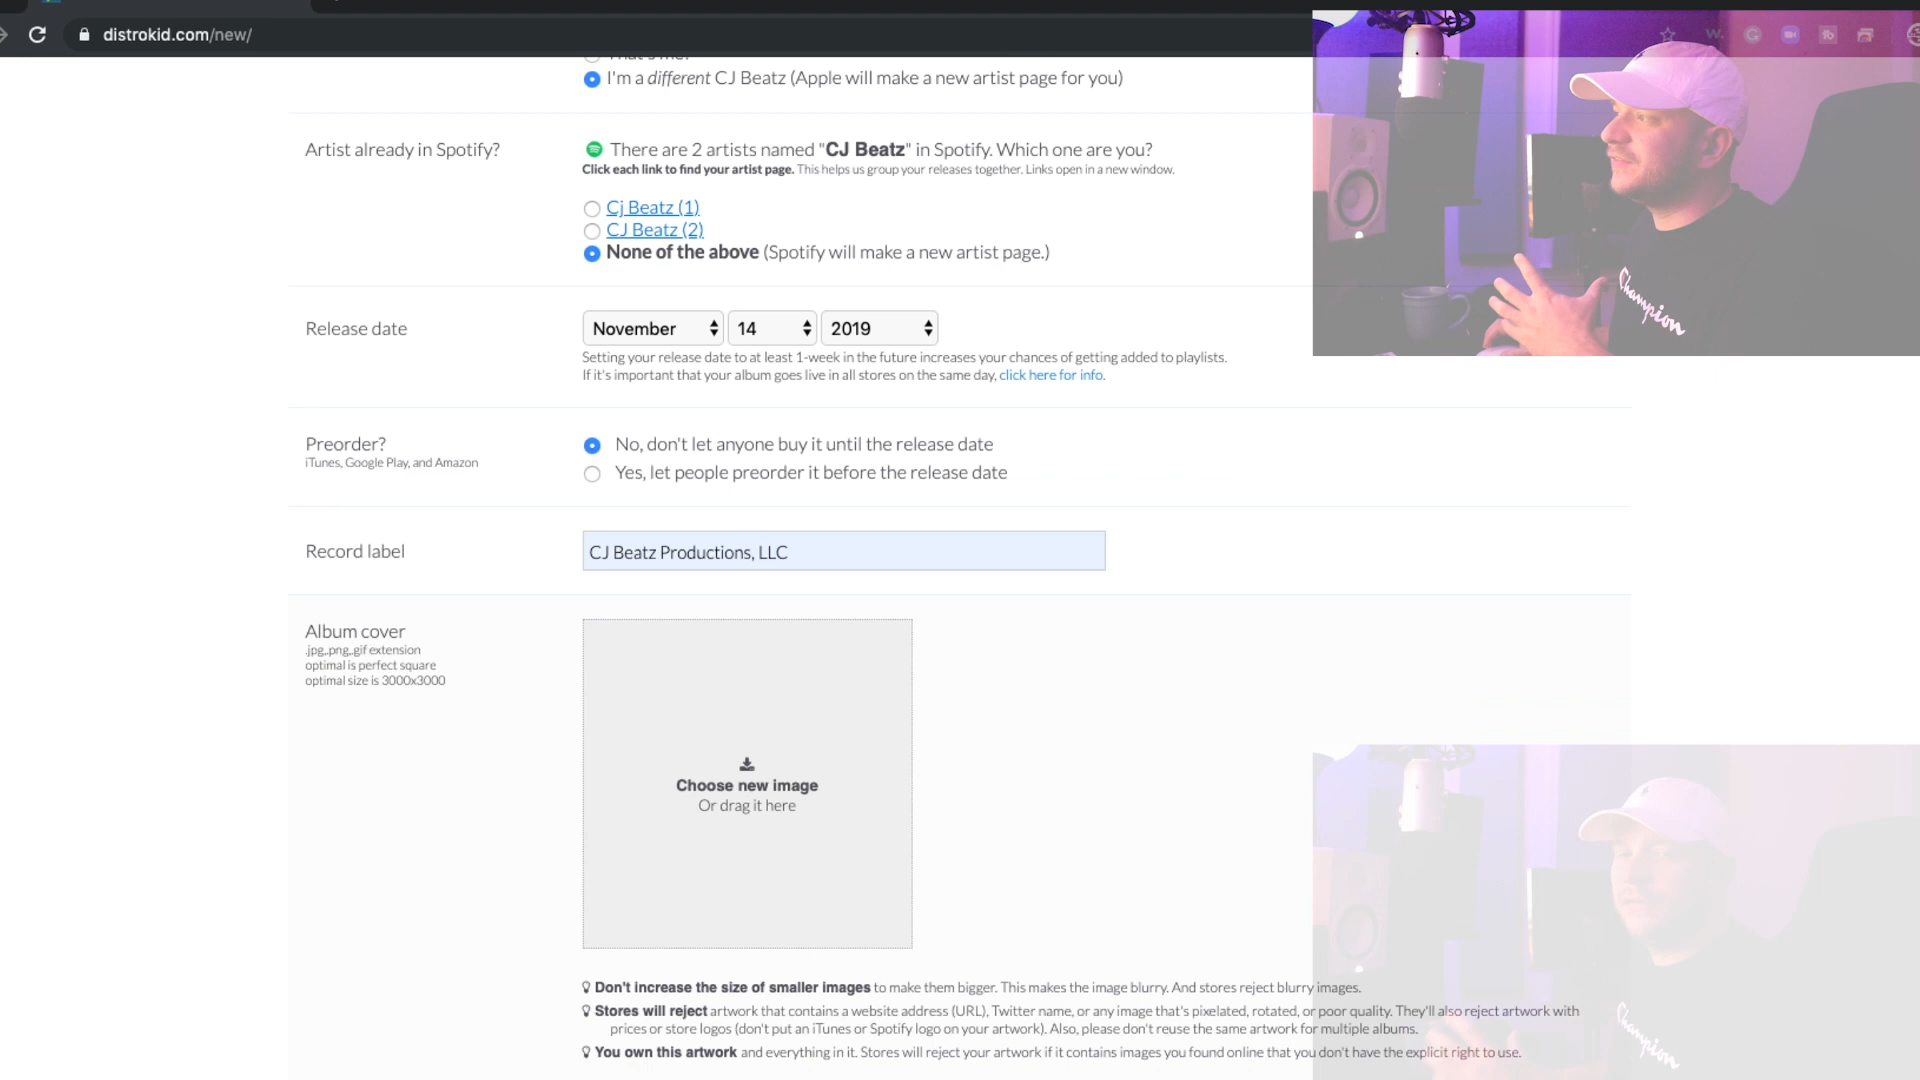 distrokid.com/new/
I'm a different CJ Beatz (Apple will make a new artist page for you)
Artist already in Spotify?
There are 2 artists named "CJ Beatz" in Spotify. Which one are you?
Click each link to find your artist page. This helps us group your releases together. Links open in a new window.
Cj Beatz (1)
CJ Beatz (2)
None of the above (Spotify will make a new artist page.)
Release date
November 14 2019
Setting your release date to at least 1-week in the future increases your chances of getting added to playlists.
If it's important that your album goes live in all stores on the same day, click here for info.
Preorder?
iTunes, Google Play, and Amazon
No, don't let anyone buy it until the release date
Yes, let people preorder it before the release date
Record label
CJ Beatz Productions, LLC
Album cover
.jpg,.png,.gif extension
optimal is perfect square
optimal size is 3000x3000
Choose new image
Or drag it here
Don't increase the size of smaller images to make them bigger. This makes the image blurry. And stores reject blurry images.
Stores will reject artwork that contains a website address (URL), Twitter name, or any image that's pixelated, rotated, or poor quality. They'll also reject artwork with
prices or store logos (don't put an iTunes or Spotify logo on your artwork). Also, please don't reuse the same artwork for multiple albums.
You own this artwork and everything in it. Stores will reject your artwork if it contains images you found online that you don't have the explicit right to use.
Champion
Champion